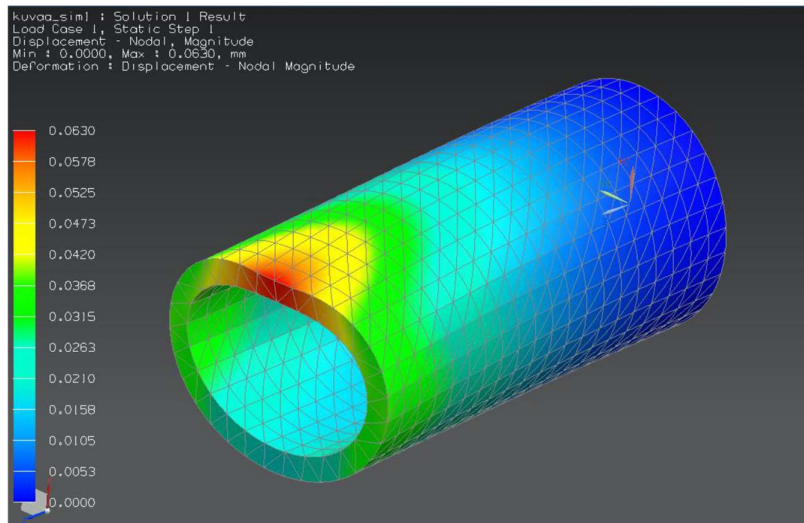 kuvaa_sim1 : Solution 1 Result
Load Case 1, Static Step 1
Displacement - Nodal, Magnitude
Min : 0.0000, Max : 0.0630, mm
Deformation : Displacement - Nodal Magnitude
0.0630
0.0578
0.0525
0.0473
0.0420
0.0368
0.0315
0.0263
0.0210
0.0158
0.0105
0.0053
0.0000